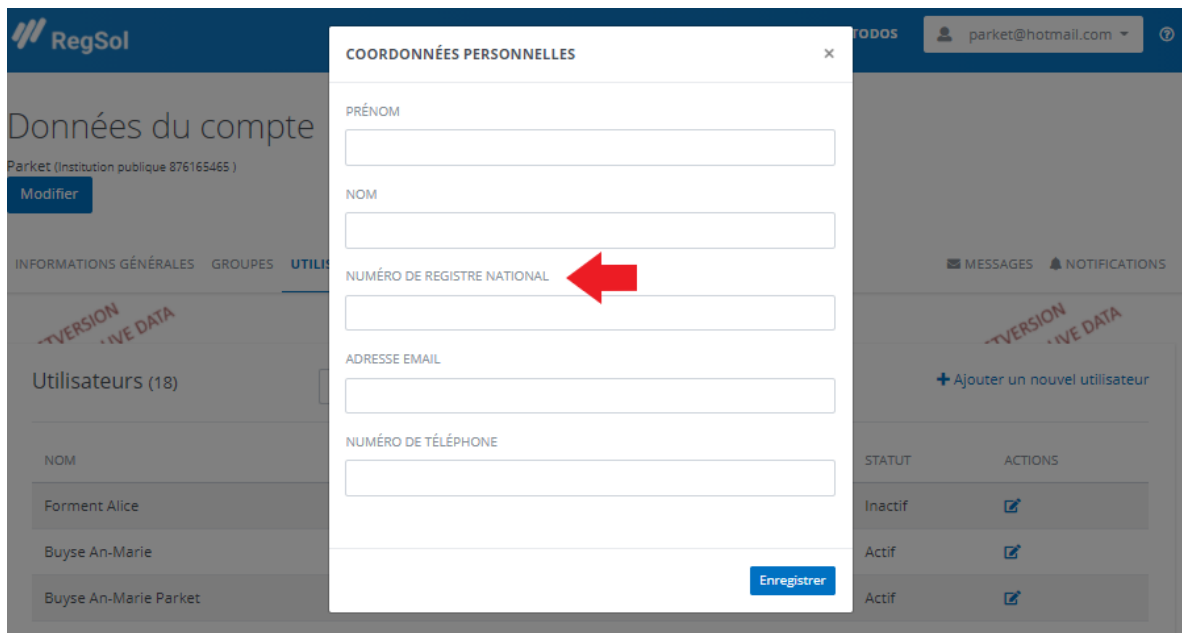 RegSol
TODOS
parket@hotmail.com
COORDONNÉES PERSONNELLES
×
PRÉNOM
NOM
NUMÉRO DE REGISTRE NATIONAL
ADRESSE EMAIL
NUMÉRO DE TÉLÉPHONE
Enregistrer
Données du compte
Parket (Institution publique 876165465 )
Modifier
INFORMATIONS GÉNÉRALES GROUPES
MESSAGES NOTIFICATIONS
DATA
DATA
Utilisateurs (18)
+ Ajouter un nouvel utilisateur
NOM STATUT ACTIONS
Forment Alice Inactif
Buyse An-Marie Actif
Buyse An-Marie Parket Actif